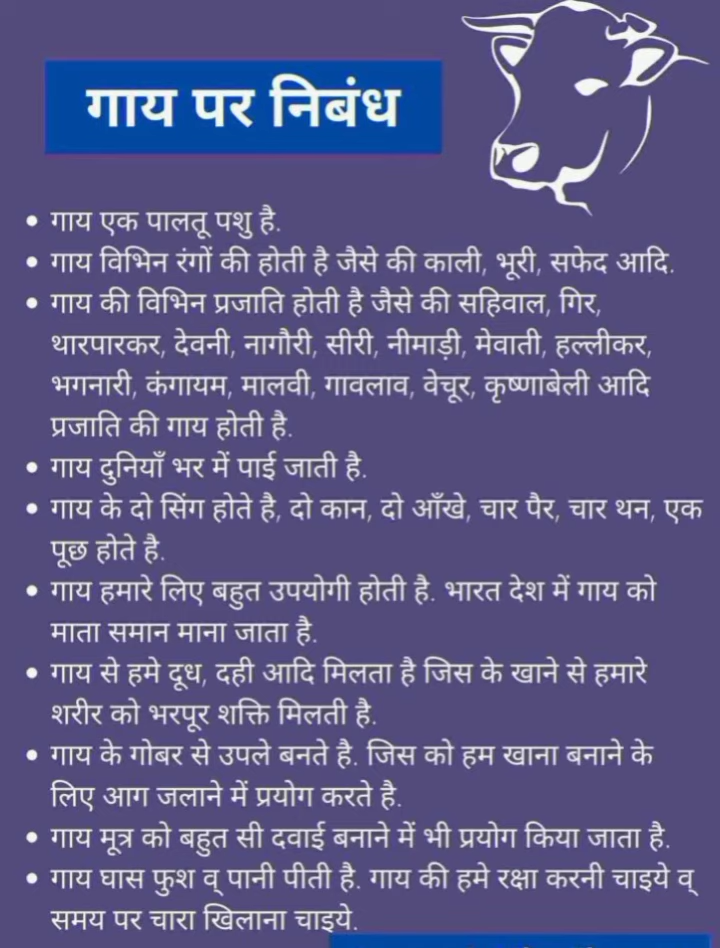 गाय पर निबंध
• गाय एक पालतू पशु है.
• गाय विभिन रंगों की होती है जैसे की काली, भूरी, सफेद आदि.
• गाय की विभिन प्रजाति होती है जैसे की सहिवाल, गिर,
थारपारकर, देवनी, नागौरी, सीरी, नीमाड़ी, मेवाती, हल्लीकर,
भगनारी, कंगायम, मालवी, गावलाव, वेचूर, कृष्णाबेली आदि
प्रजाति की गाय होती है.
• गाय दुनियाँ भर में पाई जाती है.
• गाय के दो सिंग होते है, दो कान, दो आँखे, चार पैर, चार थन, एक
पूछ होते है.
• गाय हमारे लिए बहुत उपयोगी होती है. भारत देश में गाय को
माता समान माना जाता है.
• गाय से हमे दूध, दही आदि मिलता है जिस के खाने से हमारे
शरीर को भरपूर शक्ति मिलती है.
• गाय के गोबर से उपले बनते है. जिस को हम खाना बनाने के
लिए आग जलाने में प्रयोग करते है.
• गाय मूत्र को बहुत सी दवाई बनाने में भी प्रयोग किया जाता है.
• गाय घास फुश व् पानी पीती है. गाय की हमे रक्षा करनी चाइये व्
समय पर चारा खिलाना चाइये.